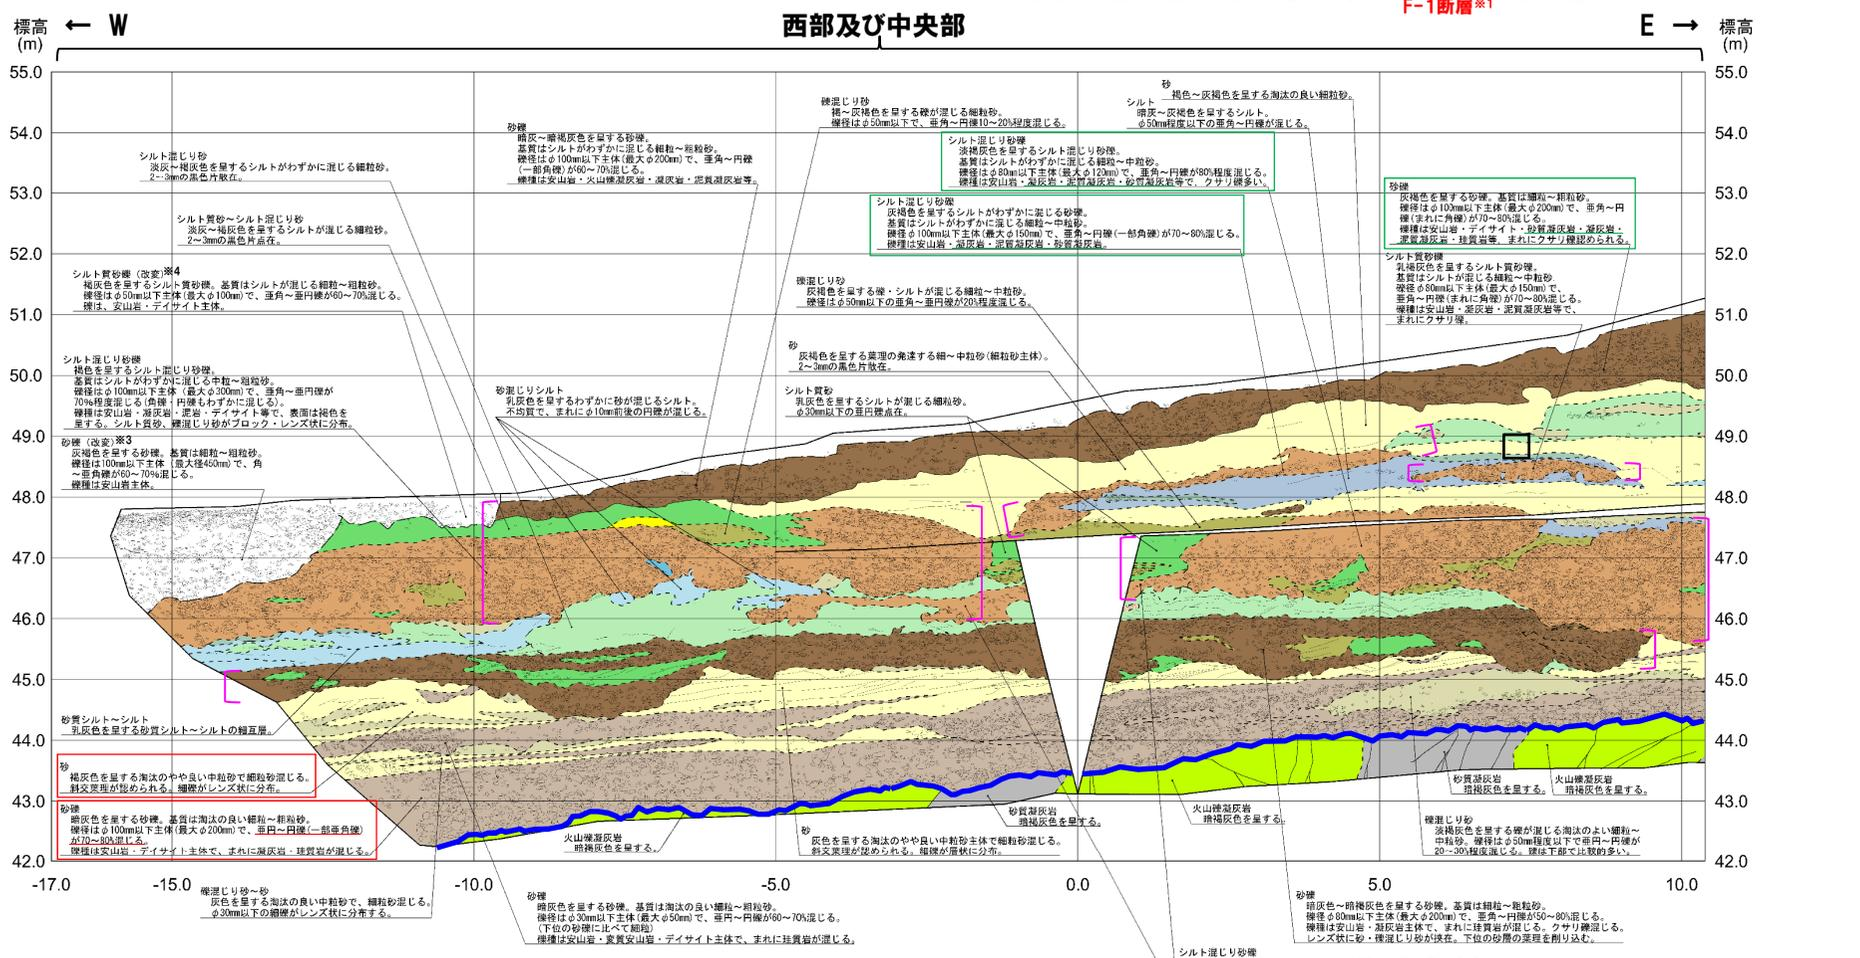 F-1断層※1
標高
(m)
← W
西部及び中央部
E →
標高
(m)
55.0
54.0
53.0
52.0
51.0
50.0
49.0
48.0
47.0
46.0
45.0
44.0
43.0
42.0
55.0
54.0
53.0
52.0
51.0
50.0
49.0
48.0
47.0
46.0
45.0
44.0
43.0
42.0
-17.0
-15.0
-10.0
-5.0
0.0
5.0
10.0
シルト混じり砂
淡灰～褐灰色を呈するシルトがわずかに混じる細粒砂。
2～3mmの黒色片散在。
シルト質砂～シルト混じり砂
淡灰～褐灰色を呈するシルトが混じる細粒砂。
2～3mmの黒色片点在。
シルト質砂礫（改変）※4
褐灰色を呈するシルト質砂礫。基質はシルトが混じる細粒～粗粒砂。
礫径はφ50mm以下主体(最大φ100mm)で、亜角～亜円礫が60～70%混じる。
礫は、安山岩・デイサイト主体。
シルト混じり砂礫
褐色を呈するシルト混じり砂礫。
基質はシルトがわずかに混じる中粒～粗粒砂。
礫径はφ100mm以下主体（最大φ300mm)で、亜角～亜円礫が
70%程度混じる(角礫・円礫もわずかに混じる)。
礫種は安山岩・凝灰岩・泥岩・デイサイト等で、表面は褐色を
呈する。シルト質砂、礫混じり砂がブロック・レンズ状に分布。
砂礫（改変）※3
灰褐色を呈する砂礫。基質は細粒～粗粒砂。
礫径は100mm以下主体（最大径450mm)で、角
～亜角礫が60～70%混じる。
礫種は安山岩主体。
砂礫
暗灰～暗褐灰色を呈する砂礫。
基質はシルトがわずかに混じる細粒～粗粒砂。
礫径はφ100mm以下主体(最大φ200mm)で、亜角～円礫
(一部角礫)が60～70%混じる。
礫種は安山岩・火山礫凝灰岩・凝灰岩・泥質凝灰岩等。
礫混じり砂
褐～灰褐色を呈する礫が混じる細粒砂。
礫径はφ50mm以下で、亜角～円礫10～20%程度混じる。
砂
褐色～灰褐色を呈する淘汰の良い細粒砂。
シルト
暗灰～灰褐色を呈するシルト。
φ50mm程度以下の亜角～円礫が混じる。
シルト混じり砂礫
淡褐灰色を呈するシルト混じり砂礫。
基質はシルトがわずかに混じる細粒～中粒砂。
礫径はφ80mm以下主体(最大φ120mm)で、亜角～円礫が80%程度混じる。
礫種は安山岩・凝灰岩・泥質凝灰岩・砂質凝灰岩等で、クサリ礫多い。
シルト混じり砂礫
灰褐色を呈するシルトがわずかに混じる砂礫。
基質はシルトがわずかに混じる細粒～中粒砂。
礫径はφ100mm以下主体(最大φ150mm)で、亜角～円礫(一部角礫)が70～80%混じる。
礫種は安山岩・凝灰岩・泥質凝灰岩・砂質凝灰岩。
砂礫
灰褐色を呈する砂礫。基質は細粒～粗粒砂。
礫径はφ100mm以下主体(最大φ200mm)で、亜角～円
礫(まれに角礫)が70～80%混じる。
礫種は安山岩・デイサイト・砂質凝灰岩・凝灰岩・
泥質凝灰岩・珪質岩等、まれにクサリ礫認められる。
シルト質砂礫
乳褐灰色を呈するシルト質砂礫。
基質はシルトが混じる細粒～中粒砂。
礫径はφ80mm以下主体(最大φ150mm)で、
亜角～円礫(まれに角礫)が70～80%混じる。
礫種は安山岩・凝灰岩・泥質凝灰岩等で、
まれにクサリ礫。
礫混じり砂
灰褐色を呈する礫・シルトが混じる細粒～中粒砂。
礫径はφ50mm以下の亜角～亜円礫が20%程度混じる。
砂
灰褐色を呈する葉理の発達する細～中粒砂(細粒砂主体)。
2～3mmの黒色片散在。
シルト質砂
乳灰色を呈するシルトが混じる細粒砂。
φ30mm以下の亜円礫点在。
砂混じりシルト
乳灰色を呈するわずかに砂が混じるシルト。
不均質で、まれにφ10mm前後の円礫が混じる。
砂質シルト～シルト
乳灰色を呈する砂質シルト～シルトの細互層。
砂
褐灰色を呈する淘汰のやや良い中粒砂で細粒砂混じる。
斜交葉理が認められる。細礫がレンズ状に分布。
砂礫
暗灰色を呈する砂礫。基質は淘汰の良い細粒～粗粒砂。
礫径はφ100mm以下主体(最大φ200mm)で、亜円～円礫(一部亜角礫)
が70～80%混じる。
礫種は安山岩・デイサイト主体で、まれに凝灰岩・珪質岩が混じる。
礫混じり砂～砂
灰色を呈する淘汰の良い中粒砂で、細粒砂混じる。
φ30mm以下の細礫がレンズ状に分布する。
火山礫凝灰岩
暗褐灰色を呈する。
砂礫
暗灰色を呈する砂礫。基質は淘汰の良い細粒～粗粒砂。
礫径はφ30mm以下主体(最大φ50mm)で、亜円～円礫が60～70%混じる。
(下位の砂礫に比べて細粒)
礫種は安山岩・変質安山岩・デイサイト主体で、まれに珪質岩が混じる。
砂
灰色を呈する淘汰のやや良い中粒砂主体で細粒砂混じる。
斜交葉理が認められる。細礫が層状に分布。
砂質凝灰岩
暗褐灰色を呈する。
火山礫凝灰岩
暗褐灰色を呈する。
砂質凝灰岩
暗褐灰色を呈する。
火山礫凝灰岩
暗褐灰色を呈する。
礫混じり砂
淡褐灰色を呈する礫が混じる淘汰のよい細粒～
中粒砂。礫径はφ50mm程度以下で亜角～円礫が
20～30%程度混じる。礫は下部で比較的多い。
砂礫
暗灰色～暗褐灰色を呈する砂礫。基質は細粒～粗粒砂。
礫径φ80mm以下主体(最大φ200mm)で、亜角～円礫が50～80%混じる。
礫種は安山岩・凝灰岩主体で、まれに珪質岩が混じる。クサリ礫混じる。
レンズ状に砂・礫混じり砂が挟在。下位の砂層の葉理を削り込む。
シルト混じり砂礫